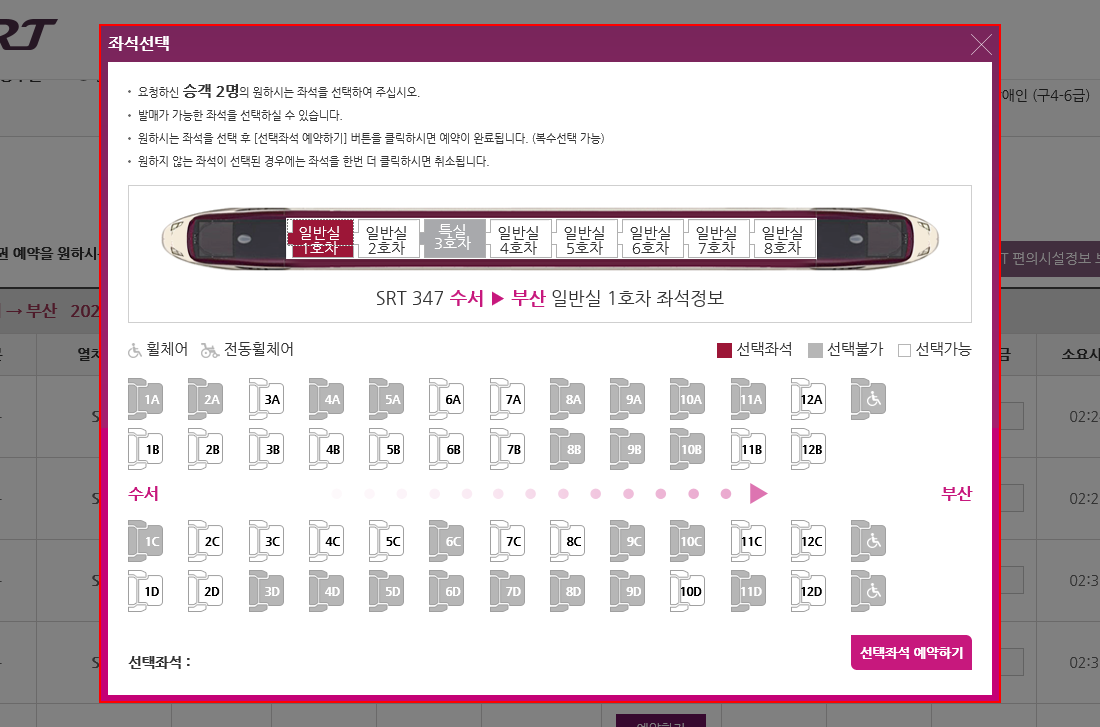 SRT
좌석선택
애인 (구4-6급)
· 요청하신 승객 2명의 원하시는 좌석을 선택하여 주십시오.
· 발매가 가능한 좌석을 선택하실 수 있습니다.
· 원하시는 좌석을 선택 후 [선택좌석 예약하기] 버튼을 클릭하시면 예약이 완료됩니다. (복수선택 가능)
· 원하지 않는 좌석이 선택된 경우에는 좌석을 한번 더 클릭하시면 취소됩니다.
일반실 1호차
일반실 2호차
특실 3호차
일반실 4호차
일반실 5호차
일반실 6호차
일반실 7호차
일반실 8호차
권 예약을 원하시
T 편의시설정보
SRT 347 수서 ▶ 부산 일반실 1호차 좌석정보
→ 부산 202
휠체어 전동휠체어 선택좌석 선택불가 선택가능
소요시
1A 2A 3A 4A 5A 6A 7A 8A 9A 10A 11A 12A
02:2
1B 2B 3B 4B 5B 6B 7B 8B 9B 10B 11B 12B
수서 부산
02:2
1C 2C 3C 4C 5C 6C 7C 8C 9C 10C 11C 12C
02:3
1D 2D 3D 4D 5D 6D 7D 8D 9D 10D 11D 12D
선택좌석 :
선택좌석 예약하기
02:3
예약하기